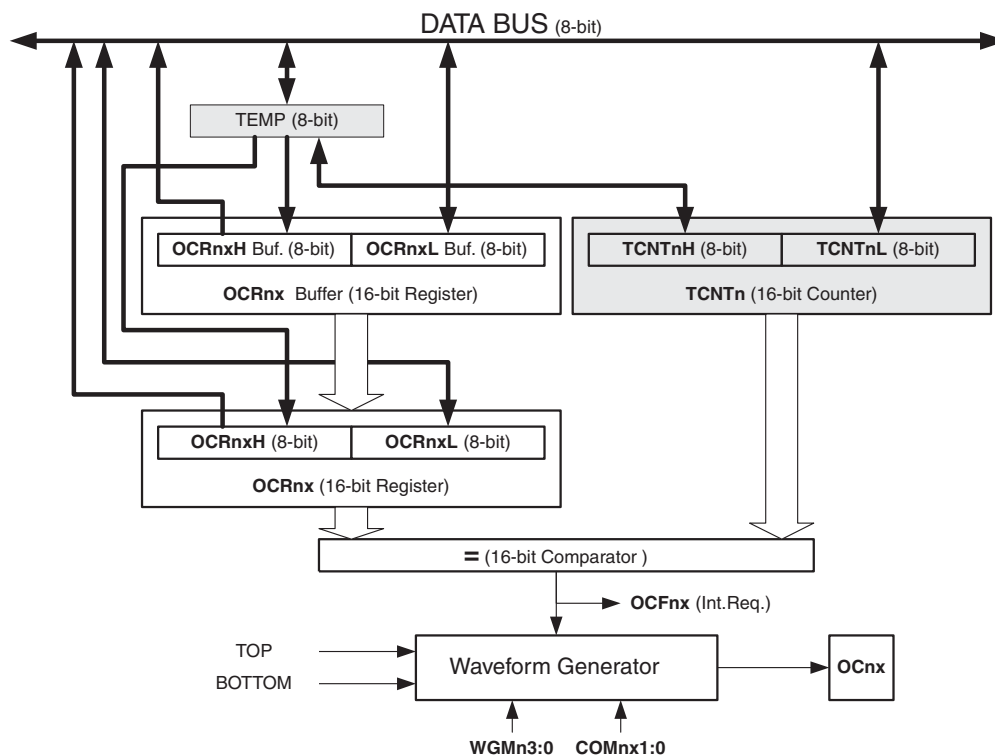 DATA BUS (8-bit)
TEMP (8-bit)
OCRnxH Buf. (8-bit) OCRnxL Buf. (8-bit) TCNTnH (8-bit) TCNTnL (8-bit)
OCRnx Buffer (16-bit Register) TCNTn (16-bit Counter)
OCRnxH (8-bit) OCRnxL (8-bit)
OCRnx (16-bit Register)
= (16-bit Comparator )
OCFnx (Int.Req.)
TOP
Waveform Generator OCnx
BOTTOM
WGMn3:0 COMnx1:0